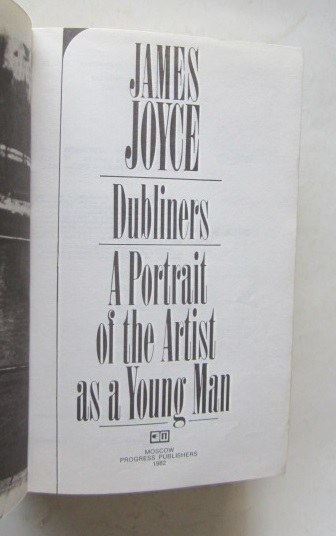 JAMES
JOYCE
Dubliners
A Portrait
of the Artist
as a Young Man
MOSCOW
PROGRESS PUBLISHERS
1982